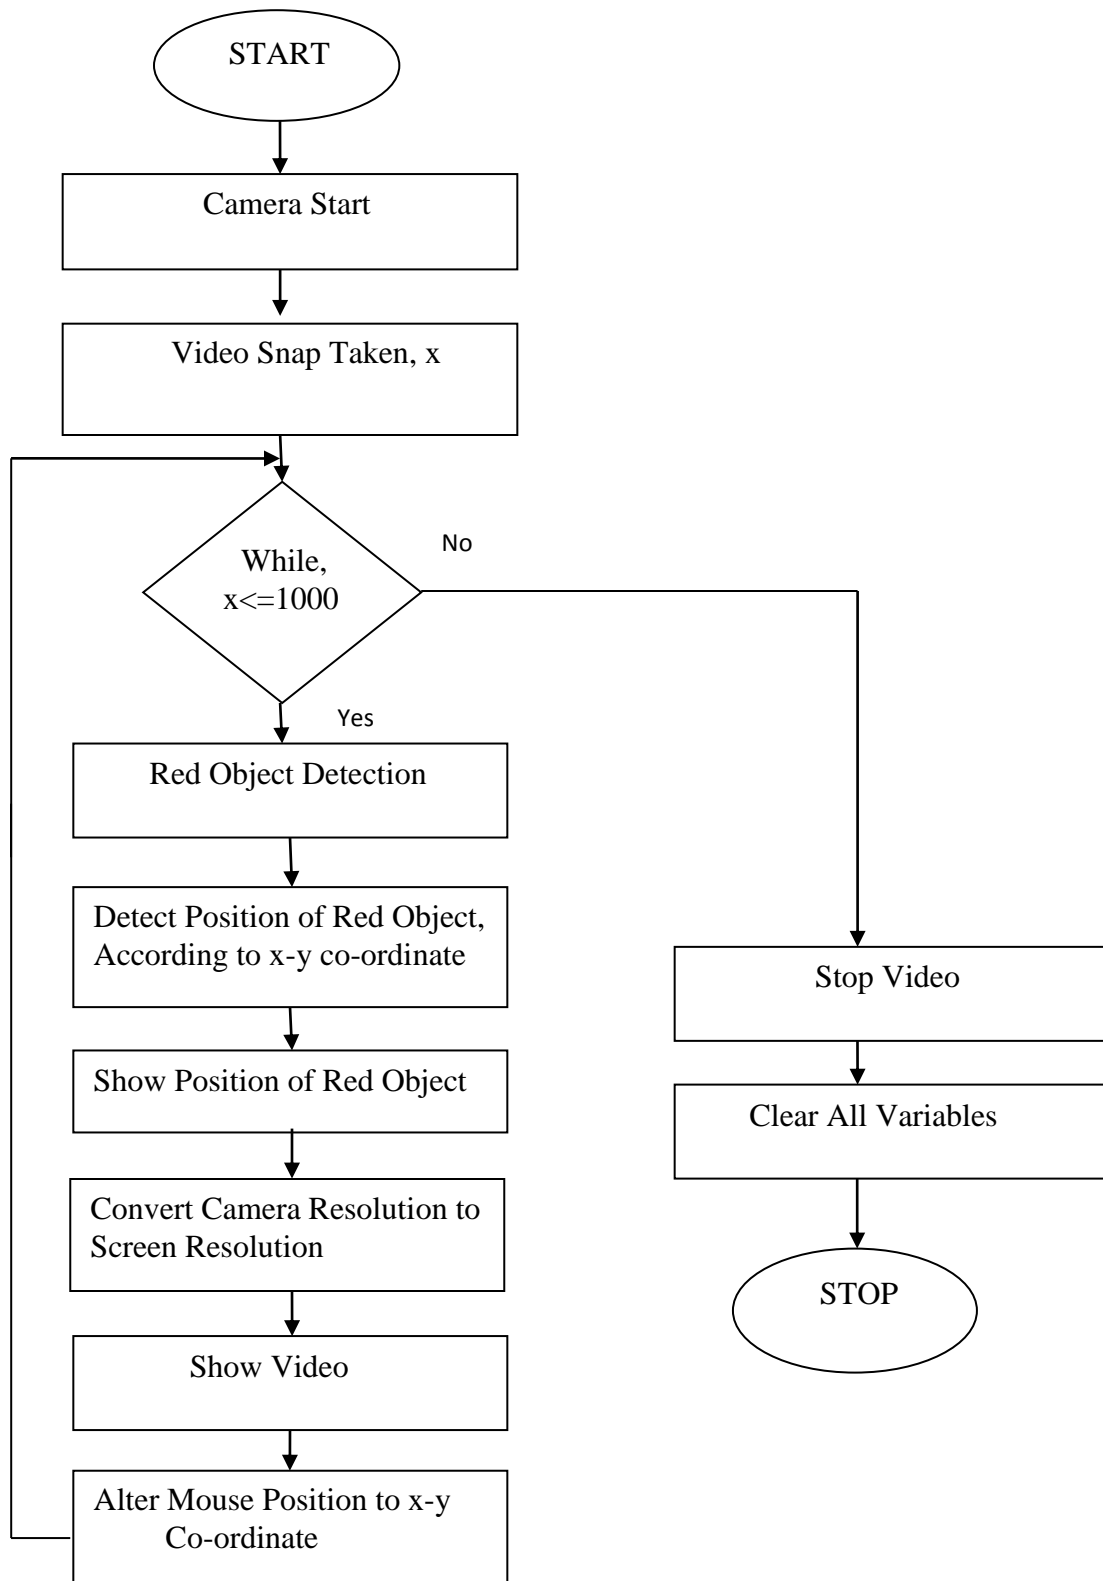 START
Camera Start
Video Snap Taken, x
While,
x<=1000
No
Yes
Red Object Detection
Detect Position of Red Object,
According to x-y co-ordinate
Show Position of Red Object
Convert Camera Resolution to
Screen Resolution
Show Video
Alter Mouse Position to x-y
Co-ordinate
Stop Video
Clear All Variables
STOP